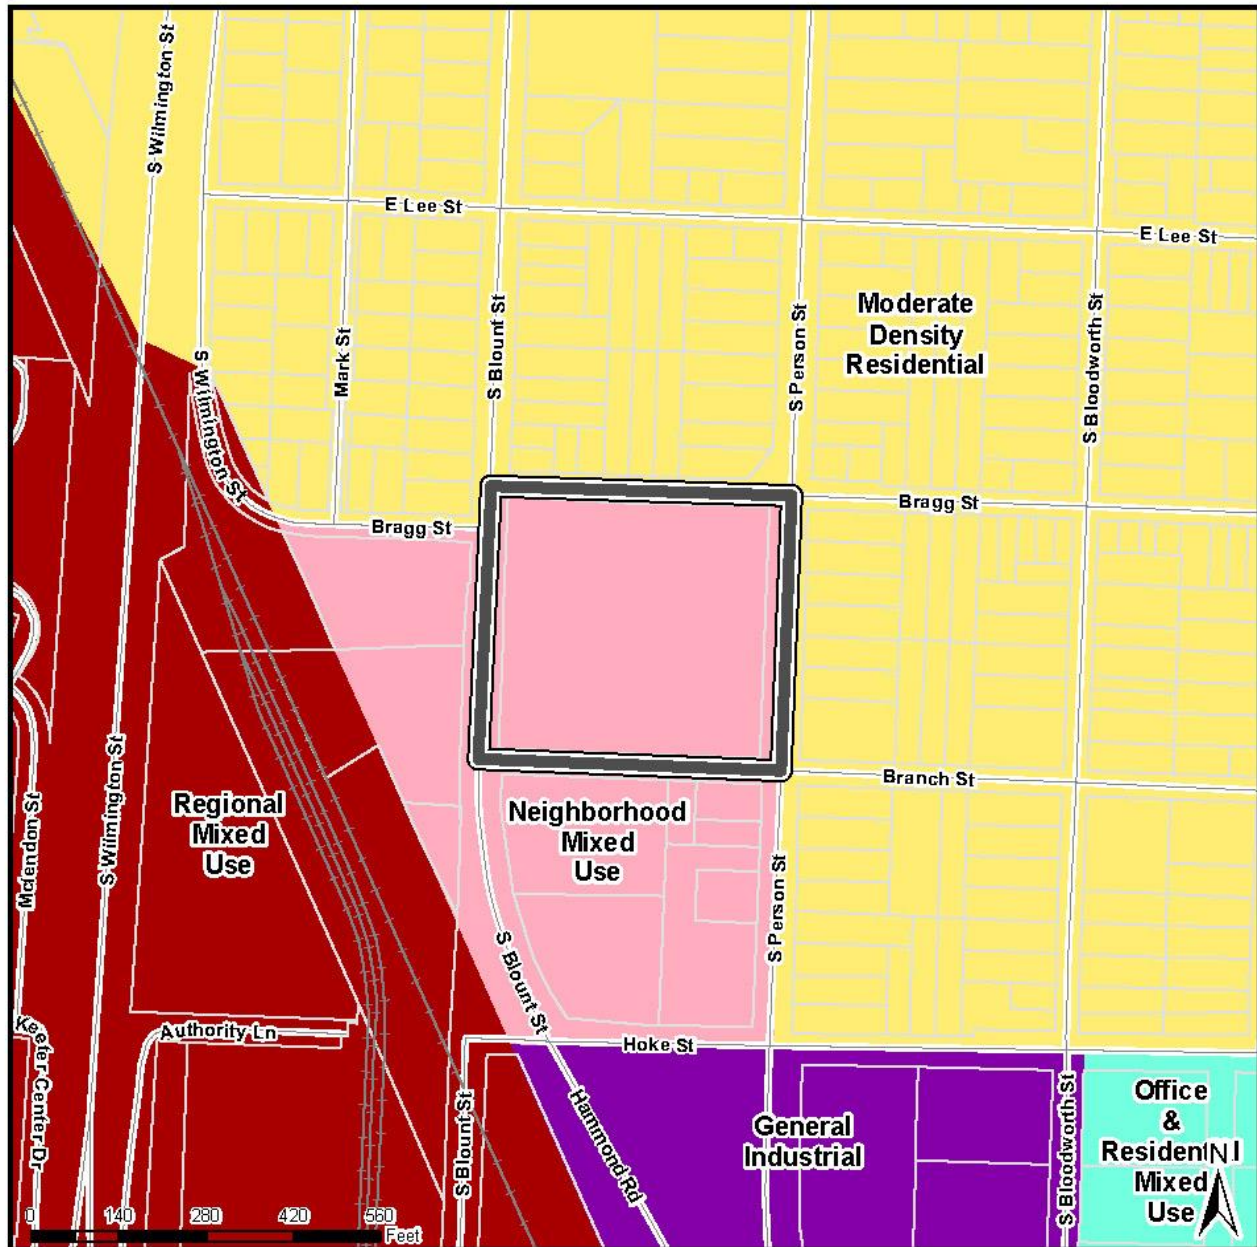 S Wilmington St
E Lee St
E Lee St
S Blount St
S Person St
Moderate
Density
Residential
S Bloodworth St
Mark St
S Wilmington St
Bragg St
Bragg St
Branch St
Regional
Mixed
Use
Neighborhood
Mixed
Use
S Wilmington St
Mclendon St
S Person St
S Blount St
Keeter Center Dr
Authority Ln
Hoke St
S Blount St
Hammond Rd
General
Industrial
S Bloodworth St
Office
&
Mixed
Use
N
0 140 280 420 560
Feet